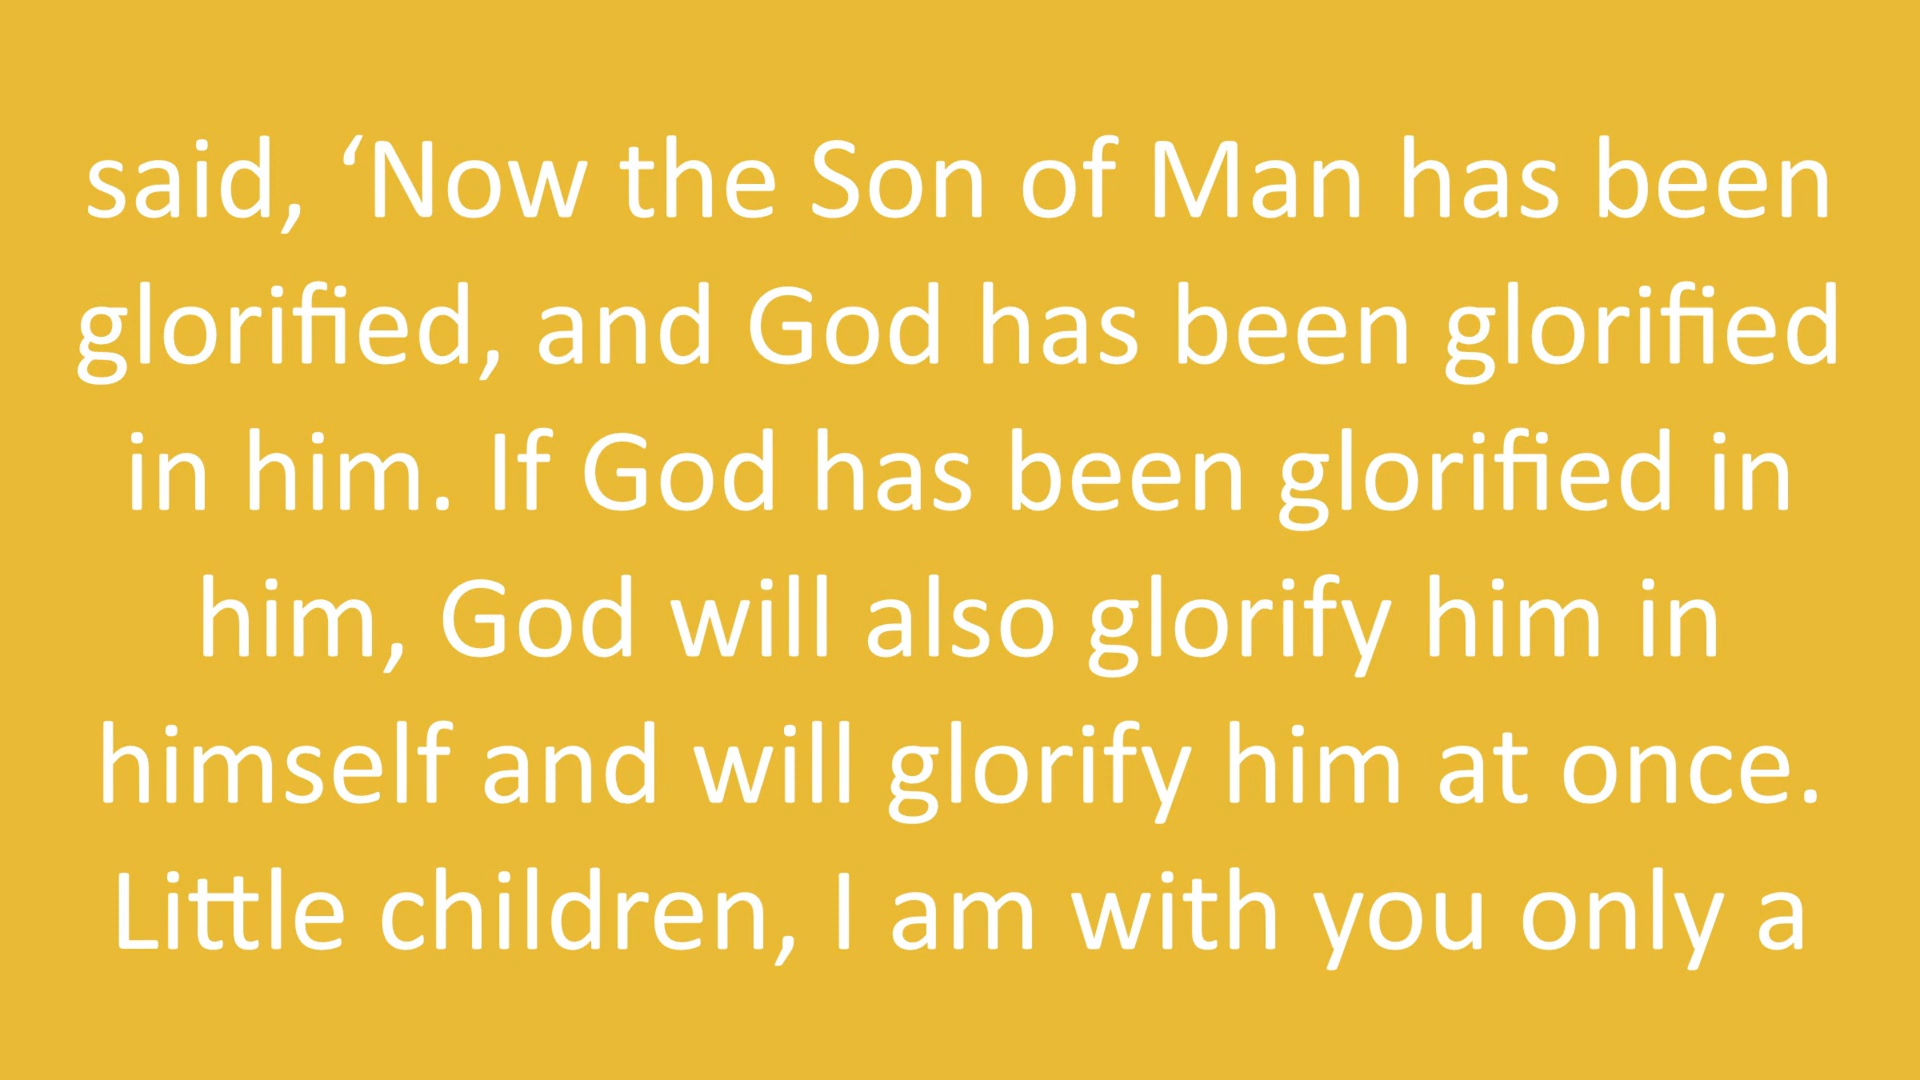 said, ‘Now the Son of Man has been
glorified, and God has been glorified
in him. If God has been glorified in
him, God will also glorify him in
himself and will glorify him at once.
Little children, I am with you only a